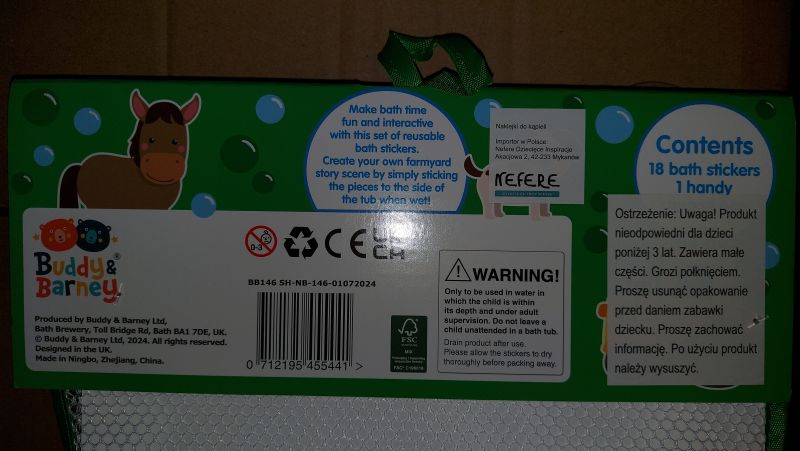 Make bath time
fun and interactive
with this set of reusable
bath stickers.
Create your own farmyard
story scene by simply sticking
the pieces to the side of
the tub when wet!
Naklejki do kąpieli
Importer w Polsce:
Nefere Dziecięce Inspiracje
Akacjowa 2, 42-233 Mykanów
NEFERE
Contents
18 bath stickers
1 handy
Ostrzeżenie: Uwaga! Produkt
nieodpowiedni dla dzieci
poniżej 3 lat. Zawiera małe
części. Grozi połknięciem.
Proszę usunąć opakowanie
przed daniem zabawki
dziecku. Proszę zachować
informację. Po użyciu produkt
należy wysuszyć.
Buddy &
Barney
Produced by Buddy & Barney Ltd,
Bath Brewery, Toll Bridge Rd, Bath BA1 7DE, UK.
© Buddy & Barney Ltd, 2024. All rights reserved.
Designed in the UK.
Made in Ningbo, Zhejiang, China.
0-3
CE
UK
CA
BB146 SH-NB-146-01072024
0 712195 455441 >
FSC
MIX
WARNING!
Only to be used in water in
which the child is within
its depth and under adult
supervision. Do not leave a
child unattended in a bath tub.
Drain product after use.
Please allow the stickers to dry
thoroughly before packing away.